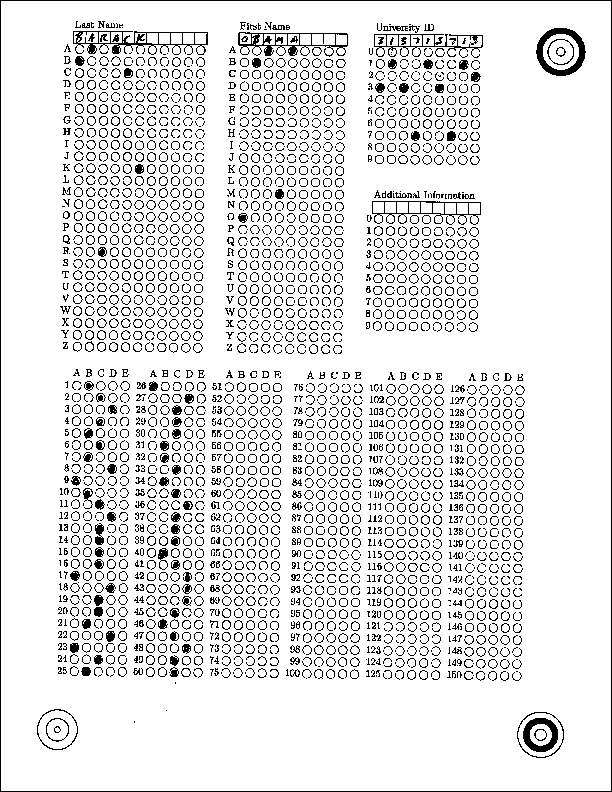 Last Name
B A R A C K
A
B
C
D
E
F
G
H
I
J
K
L
M
N
O
P
Q
R
S
T
U
V
W
X
Y
Z
First Name
O B A M A
A
B
C
D
E
F
G
H
I
J
K
L
M
N
O
P
Q
R
S
T
U
V
W
X
Y
Z
University ID
3 1 3 7 1 3 7 1 3
0
1
2
3
4
5
6
7
8
9
Additional Information
0
1
2
3
4
5
6
7
8
9
A B C D E A B C D E A B C D E A B C D E A B C D E A B C D E
1 26 51 76 101 126
2 27 52 77 102 127
3 28 53 78 103 128
4 29 54 79 104 129
5 30 55 80 105 130
6 31 56 81 106 131
7 32 57 82 107 132
8 33 58 83 108 133
9 34 59 84 109 134
10 35 60 85 110 135
11 36 61 86 111 136
12 37 62 87 112 137
13 38 63 88 113 138
14 39 64 89 114 139
15 40 65 90 115 140
16 41 66 91 116 141
17 42 67 92 117 142
18 43 68 93 118 143
19 44 69 94 119 144
20 45 70 95 120 145
21 46 71 96 121 146
22 47 72 97 122 147
23 48 73 98 123 148
24 49 74 99 124 149
25 50 75 100 125 150